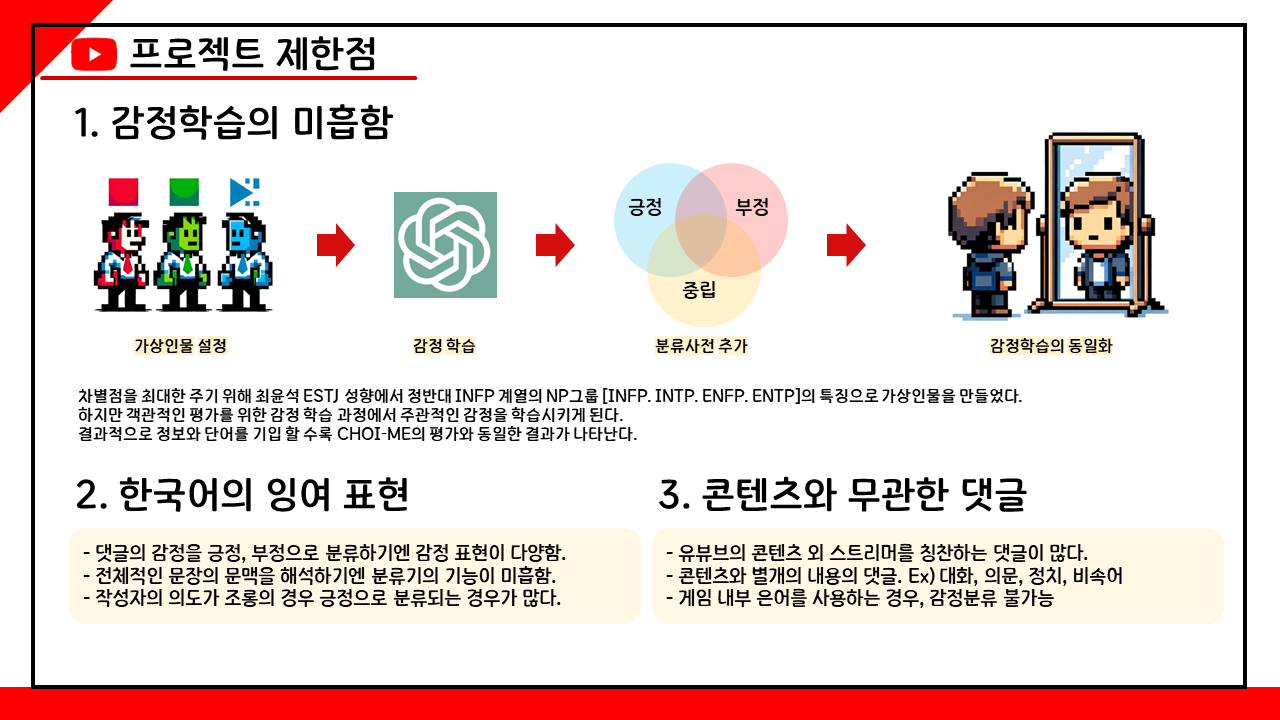 프로젝트 제한점
1. 감정학습의 미흡함
긍정
부정
중립
가상인물 설정
감정 학습
분류사전 추가
감정학습의 동일화
차별점을 최대한 주기 위해 최윤석 ESTJ 성향에서 정반대 INFP 계열의 NP그룹 [INFP. INTP. ENFP. ENTP]의 특징으로 가상인물을 만들었다.
하지만 객관적인 평가를 위한 감정 학습 과정에서 주관적인 감정을 학습시키게 된다.
결과적으로 정보와 단어를 기입 할 수록 CHOI-ME의 평가와 동일한 결과가 나타난다.
2. 한국어의 잉여 표현
- 댓글의 감정을 긍정, 부정으로 분류하기엔 감정 표현이 다양함.
- 전체적인 문장의 문맥을 해석하기엔 분류기의 기능이 미흡함.
- 작성자의 의도가 조롱의 경우 긍정으로 분류되는 경우가 많다.
3. 콘텐츠와 무관한 댓글
- 유뷰브의 콘텐츠 외 스트리머를 칭찬하는 댓글이 많다.
- 콘텐츠와 별개의 내용의 댓글. Ex) 대화, 의문, 정치, 비속어
- 게임 내부 은어를 사용하는 경우, 감정분류 불가능